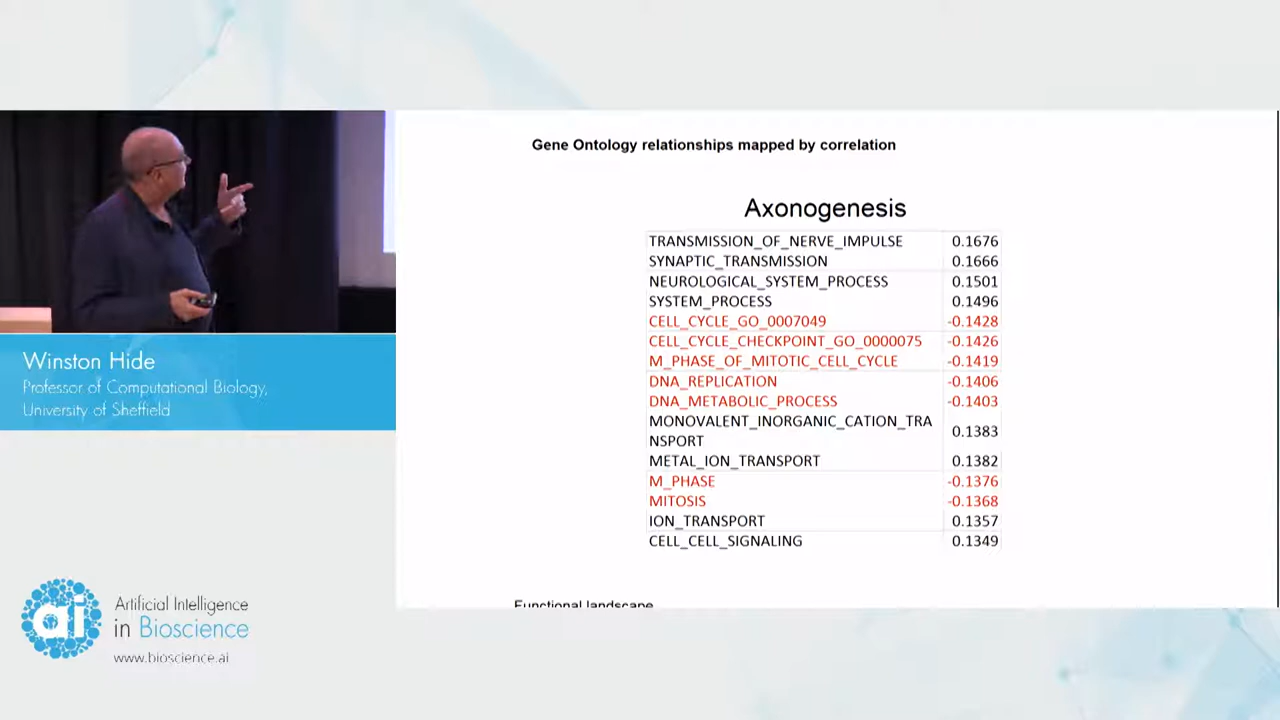 Gene Ontology relationships mapped by correlation
Axonogenesis
TRANSMISSION_OF_NERVE_IMPULSE 0.1676
SYNAPTIC_TRANSMISSION 0.1666
NEUROLOGICAL_SYSTEM_PROCESS 0.1501
SYSTEM_PROCESS 0.1496
CELL_CYCLE_GO_0007049 -0.1428
CELL_CYCLE_CHECKPOINT_GO_0000075 -0.1426
M_PHASE_OF_MITOTIC_CELL_CYCLE -0.1419
DNA_REPLICATION -0.1406
DNA_METABOLIC_PROCESS -0.1403
MONOVALENT_INORGANIC_CATION_TRA
NSPORT 0.1383
METAL_ION_TRANSPORT 0.1382
M_PHASE -0.1376
MITOSIS -0.1368
ION_TRANSPORT 0.1357
CELL_CELL_SIGNALING 0.1349
Functional landscape
Winston Hide
Professor of Computational Biology,
University of Sheffield
ai
Artificial Intelligence
in Bioscience
www.bioscience.ai